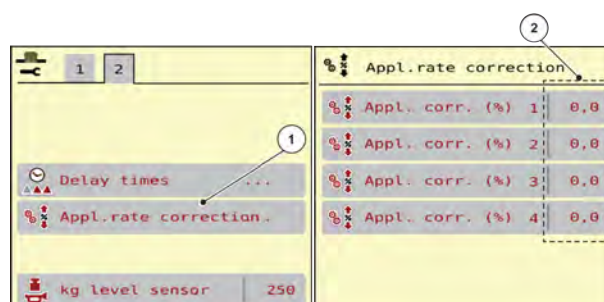 1 2
Delay times ...
1
Appl.rate correction.
kg level sensor 250
2
Appl.rate correction
Appl. corr. (%) 1 0,0
Appl. corr. (%) 2 0,0
Appl. corr. (%) 3 0,0
Appl. corr. (%) 4 0,0